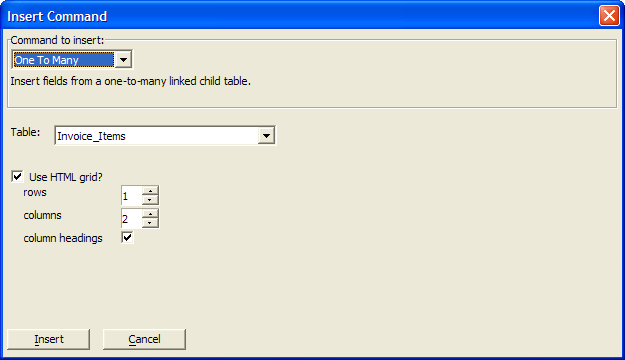 Insert Command
Command to insert:
One To Many
Insert fields from a one-to-many linked child table.
Table: Invoice_Items
Use HTML grid?
rows 1
columns 2
column headings
Insert Cancel